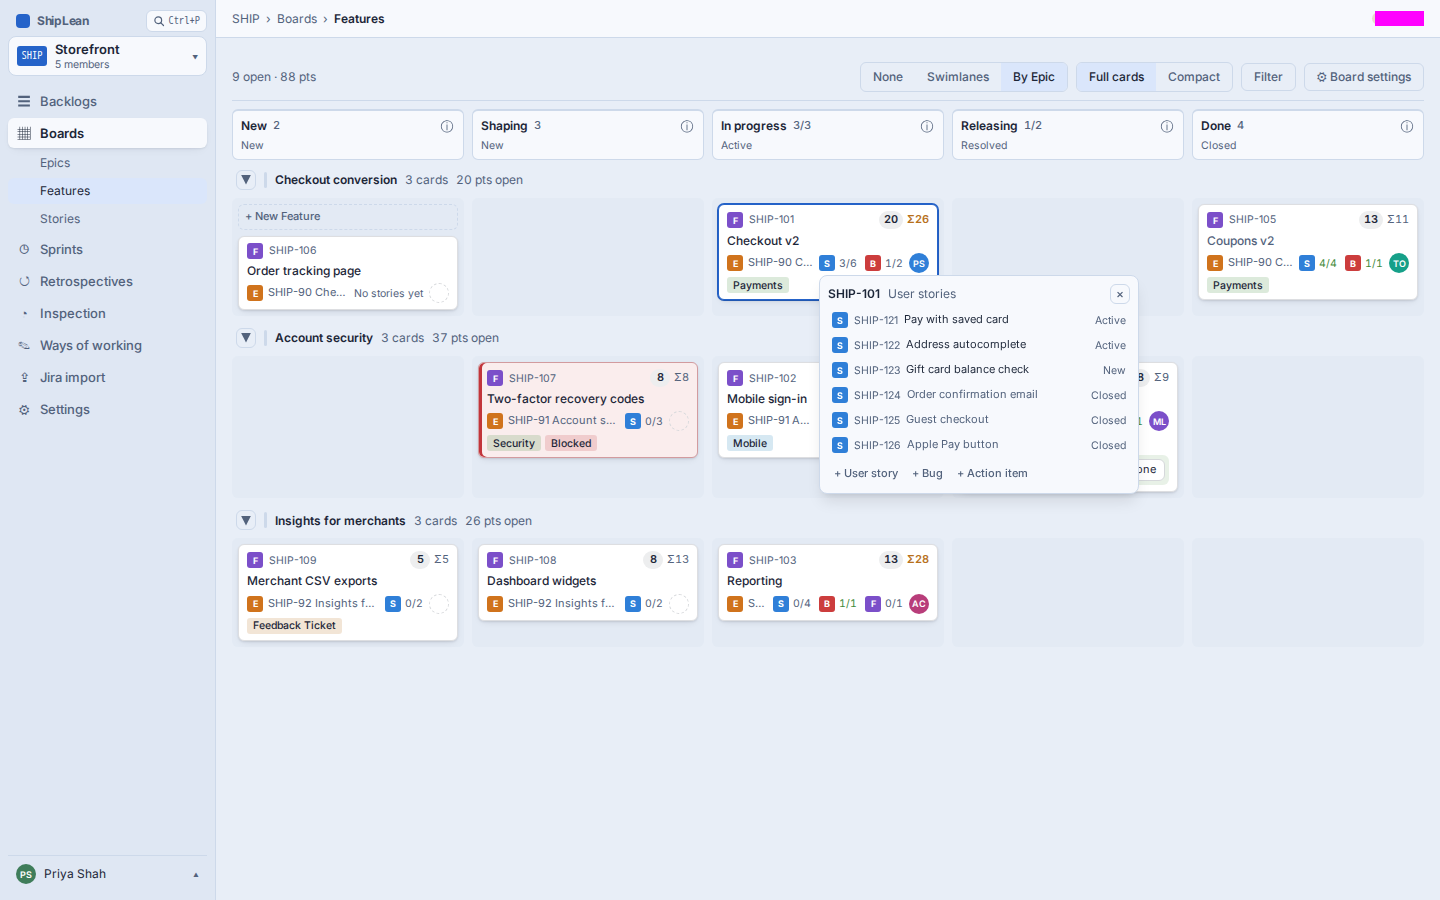 ShipLean
Ctrl+P
SHIP
Storefront
5 members
Backlogs
Boards
Epics
Features
Stories
Sprints
Retrospectives
Inspection
Ways of working
Jira import
Settings
PS Priya Shah
SHIP › Boards › Features
9 open · 88 pts
None Swimlanes By Epic
Full cards Compact
Filter
Board settings
New 2
New
Shaping 3
New
In progress 3/3
Active
Releasing 1/2
Resolved
Done 4
Closed
Checkout conversion 3 cards 20 pts open
+ New Feature
F SHIP-106
Order tracking page
E SHIP-90 Che... No stories yet
F SHIP-101 20 Σ26
Checkout v2
E SHIP-90 C... S 3/6 B 1/2 PS
Payments
F SHIP-105 13 Σ11
Coupons v2
E SHIP-90 C... S 4/4 B 1/1 TO
Payments
SHIP-101 User stories ×
S SHIP-121 Pay with saved card Active
S SHIP-122 Address autocomplete Active
S SHIP-123 Gift card balance check New
S SHIP-124 Order confirmation email Closed
S SHIP-125 Guest checkout Closed
S SHIP-126 Apple Pay button Closed
+ User story + Bug + Action item
Account security 3 cards 37 pts open
F SHIP-107 8 Σ8
Two-factor recovery codes
E SHIP-91 Account s... S 0/3
Security Blocked
F SHIP-102
Mobile sign-in
E SHIP-91 A...
Mobile
Σ9
ML
Insights for merchants 3 cards 26 pts open
F SHIP-109 5 Σ5
Merchant CSV exports
E SHIP-92 Insights f... S 0/2
Feedback Ticket
F SHIP-108 8 Σ13
Dashboard widgets
E SHIP-92 Insights f... S 0/2
F SHIP-103 13 Σ28
Reporting
E S... S 0/4 B 1/1 F 0/1 AC